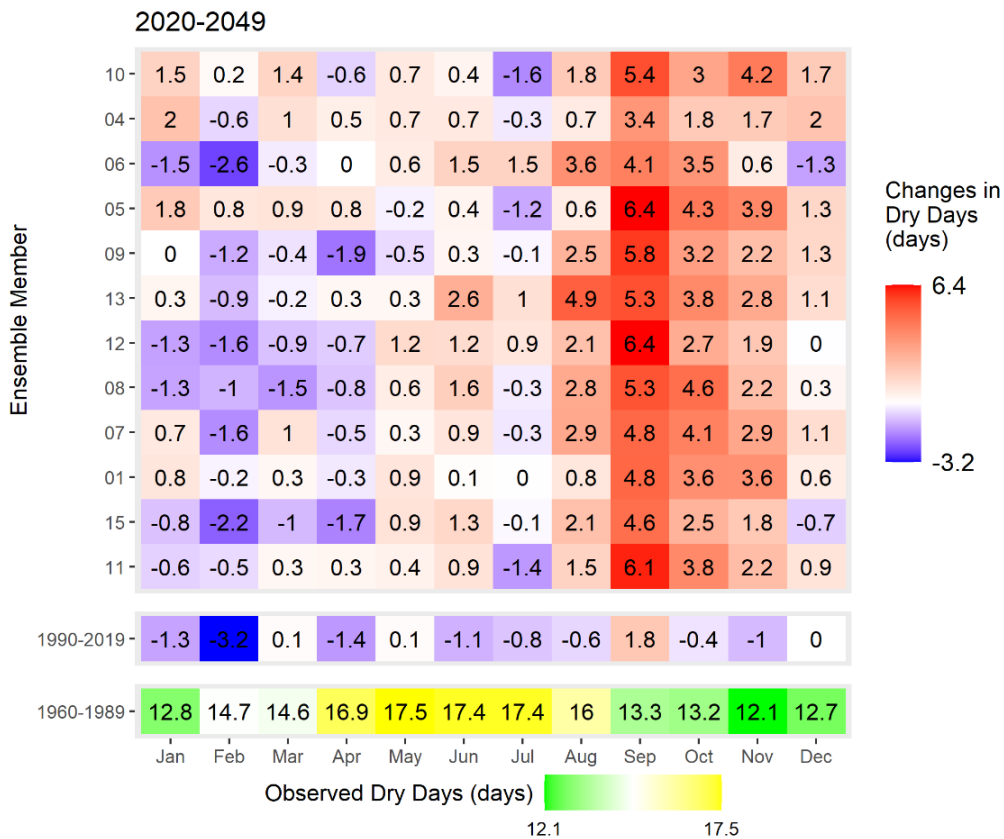 2020-2049
Ensemble Member
10 1.5 0.2 1.4 -0.6 0.7 0.4 -1.6 1.8 5.4 3 4.2 1.7
04 2 -0.6 1 0.5 0.7 0.7 -0.3 0.7 3.4 1.8 1.7 2
06 -1.5 -2.6 -0.3 0 0.6 1.5 1.5 3.6 4.1 3.5 0.6 -1.3
05 1.8 0.8 0.9 0.8 -0.2 0.4 -1.2 0.6 6.4 4.3 3.9 1.3
09 0 -1.2 -0.4 -1.9 -0.5 0.3 -0.1 2.5 5.8 3.2 2.2 1.3
13 0.3 -0.9 -0.2 0.3 0.3 2.6 1 4.9 5.3 3.8 2.8 1.1
12 -1.3 -1.6 -0.9 -0.7 1.2 1.2 0.9 2.1 6.4 2.7 1.9 0
08 -1.3 -1 -1.5 -0.8 0.6 1.6 -0.3 2.8 5.3 4.6 2.2 0.3
07 0.7 -1.6 1 -0.5 0.3 0.9 -0.3 2.9 4.8 4.1 2.9 1.1
01 0.8 -0.2 0.3 -0.3 0.9 0.1 0 0.8 4.8 3.6 3.6 0.6
15 -0.8 -2.2 -1 -1.7 0.9 1.3 -0.1 2.1 4.6 2.5 1.8 -0.7
11 -0.6 -0.5 0.3 0.3 0.4 0.9 -1.4 1.5 6.1 3.8 2.2 0.9
1990-2019 -1.3 -3.2 0.1 -1.4 0.1 -1.1 -0.8 -0.6 1.8 -0.4 -1 0
1960-1989 12.8 14.7 14.6 16.9 17.5 17.4 17.4 16 13.3 13.2 12.1 12.7
Jan Feb Mar Apr May Jun Jul Aug Sep Oct Nov Dec
Changes in
Dry Days
(days)
6.4
-3.2
Observed Dry Days (days)
12.1 17.5